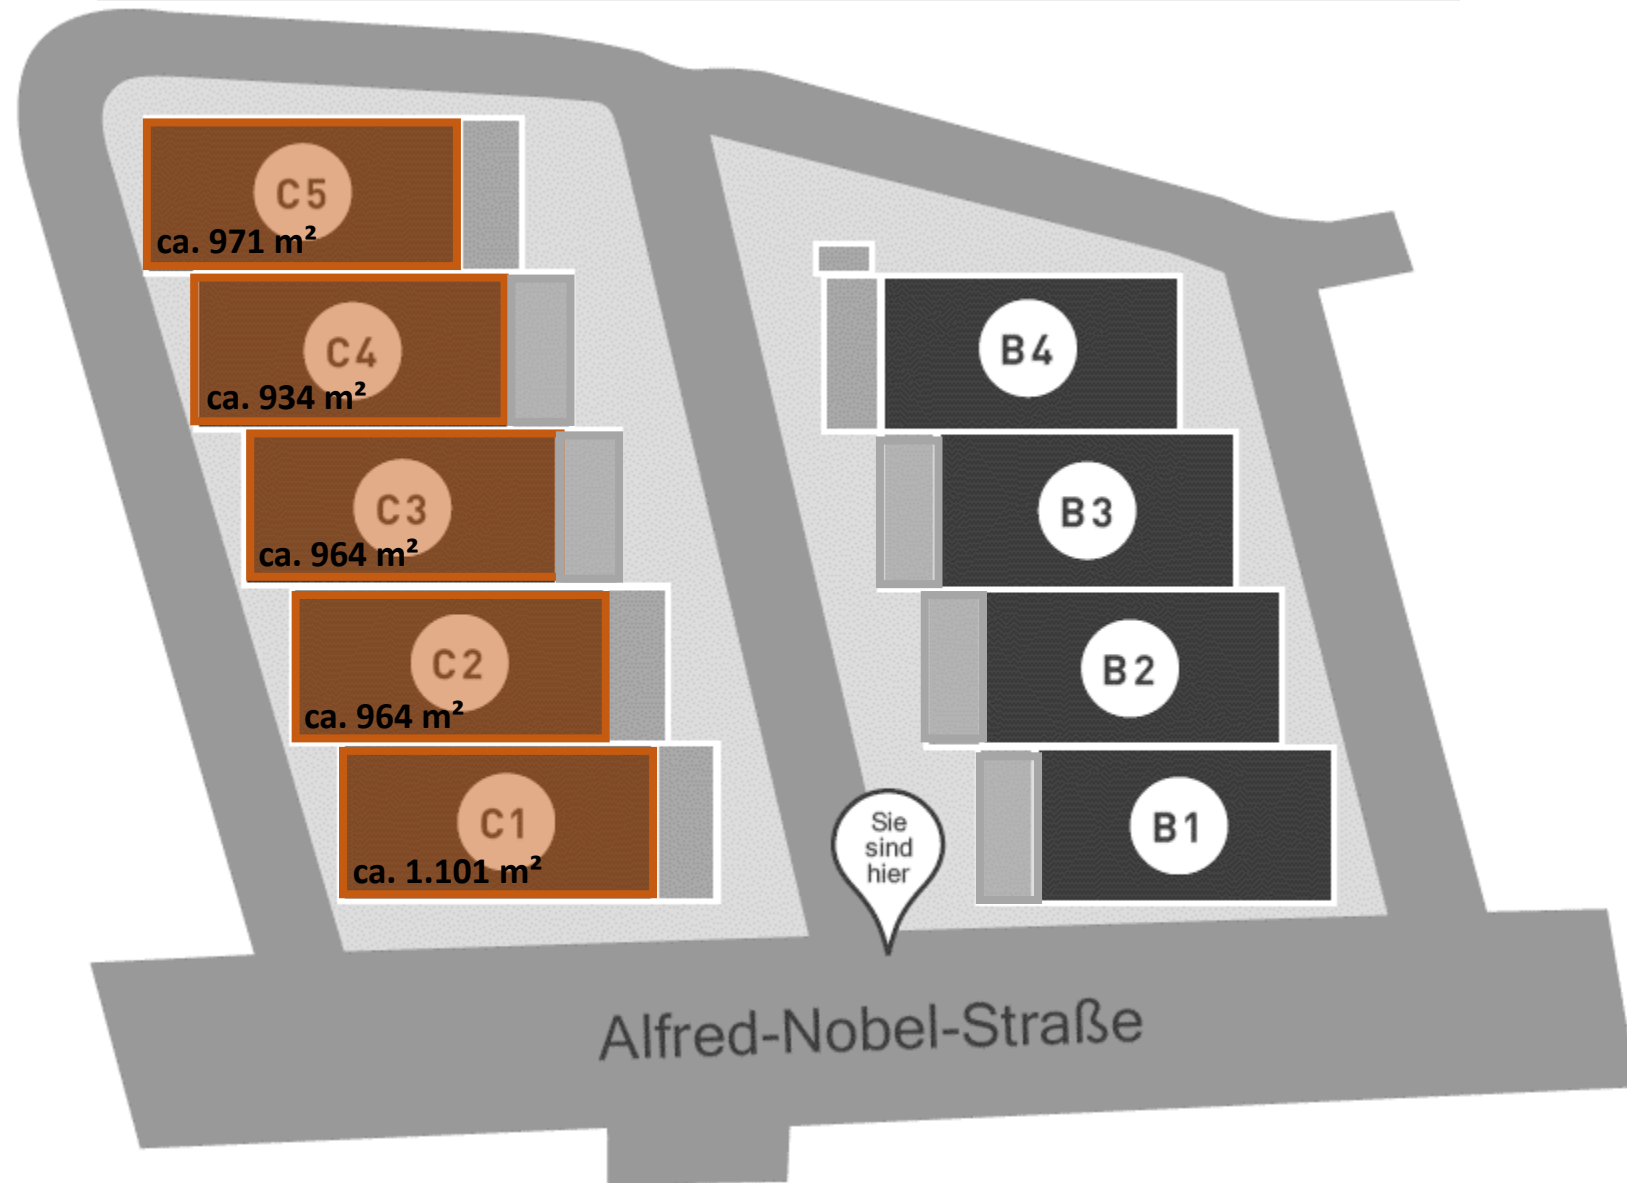 C5
ca. 971 m²
C4
ca. 934 m²
C3
ca. 964 m²
C2
ca. 964 m²
C1
ca. 1.101 m²
B4
B3
B2
B1
Sie
sind
hier
Alfred-Nobel-Straße